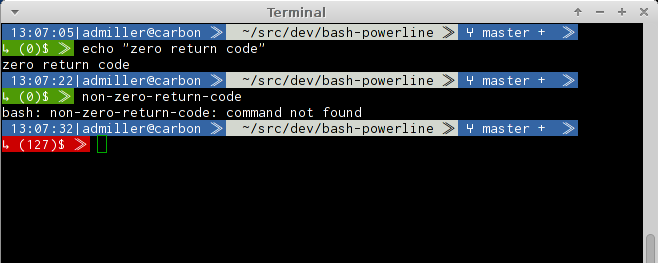 Terminal
13:07:05|admiller@carbon ≫ ~/src/dev/bash-powerline ≫ Ⴤ master + ≫
↳ (0)$ ≫ echo "zero return code"
zero return code
13:07:22|admiller@carbon ≫ ~/src/dev/bash-powerline ≫ Ⴤ master + ≫
↳ (0)$ ≫ non-zero-return-code
bash: non-zero-return-code: command not found
13:07:32|admiller@carbon ≫ ~/src/dev/bash-powerline ≫ Ⴤ master + ≫
↳ (127)$ ≫